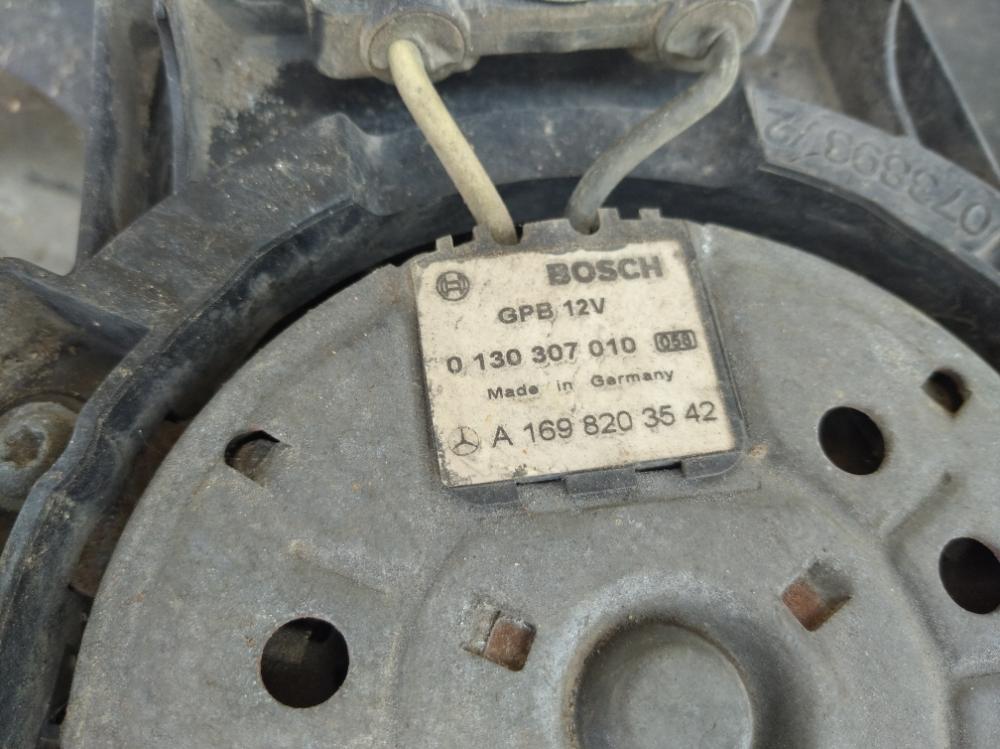 BOSCH
GPB 12V
0 130 307 010 058
Made in Germany
A 169 820 35 42